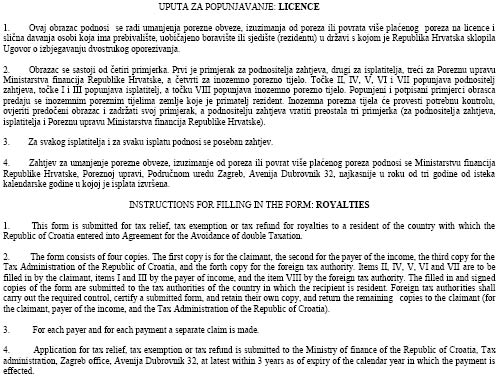 UPUTA ZA POPUNJAVANJE: LICENCE
1. Ovaj obrazac podnosi se radi umanjenja porezne obveze, izuzimanja od poreza ili povrata više plaćenog poreza na licence i
slična davanja osobi koja ima prebivalište, uobičajeno boravište ili sjedište (rezidentu) u državi s kojom je Republika Hrvatska sklopila
Ugovor o izbjegavanju dvostrukog oporezivanja.
2. Obrazac se sastoji od četiri primjerka. Prvi je primjerak za podnositelja zahtjeva, drugi za isplatitelja, treći za Poreznu upravu
Ministarstva financija Republike Hrvatske, a četvrti za inozemno porezno tijelo. Točke II, IV, V, VI i VII popunjava podnositelj
zahtjeva, točke I i III popunjava isplatitelj, a točku VIII popunjava inozemno porezno tijelo. Popunjeni i potpisani primjerci obrasca
predaju se inozemnim poreznim tijelima zemlje koje je primatelj rezident. Inozemna porezna tijela će provesti potrebnu kontrolu,
ovjeriti predočeni obrazac i zadržati svoj primjerak, a podnositelju zahtjeva vratiti preostala tri primjerka (za podnositelja zahtjeva,
isplatitelja i Poreznu upravu Ministarstva financija Republike Hrvatske).
3. Za svakog isplatitelja i za svaku isplatu podnosi se poseban zahtjev.
4. Zahtjev za umanjenje porezne obveze, izuzimanje od poreza ili povrat više plaćenog poreza podnosi se Ministarstvu financija
Republike Hrvatske, Poreznoj upravi, Područnom uredu Zagreb, Avenija Dubrovnik 32, najkasnije u roku od tri godine od isteka
kalendarske godine u kojoj je isplata izvršena.
INSTRUCTIONS FOR FILLING IN THE FORM: ROYALTIES
1. This form is submitted for tax relief, tax exemption or tax refund for royalties to a resident of the country with which the
Republic of Croatia entered into Agreement for the Avoidance of double Taxation.
2. The form consists of four copies. The first copy is for the claimant, the second for the payer of the income, the third copy for the
Tax Administration of the Republic of Croatia, and the forth copy for the foreign tax authority. Items II, IV, V, VI and VII are to be
filled in by the claimant, items I and III by the payer of income, and the item VIII by the foreign tax authority. The filled in and signed
copies of the form are submitted to the tax authorities of the country in which the recipient is resident. Foreign tax authorities shall
carry out the required control, certify a submitted form, and retain their own copy, and return the remaining copies to the claimant (for
the claimant, payer of the income, and the Tax Administration of the Republic of Croatia).
3. For each payer and for each payment a separate claim is made.
4. Application for tax relief, tax exemption or tax refund is submitted to the Ministry of finance of the Republic of Croatia, Tax
administration, Zagreb office, Avenija Dubrovnik 32, at latest within 3 years as of expiry of the calendar year in which the payment is
effected.